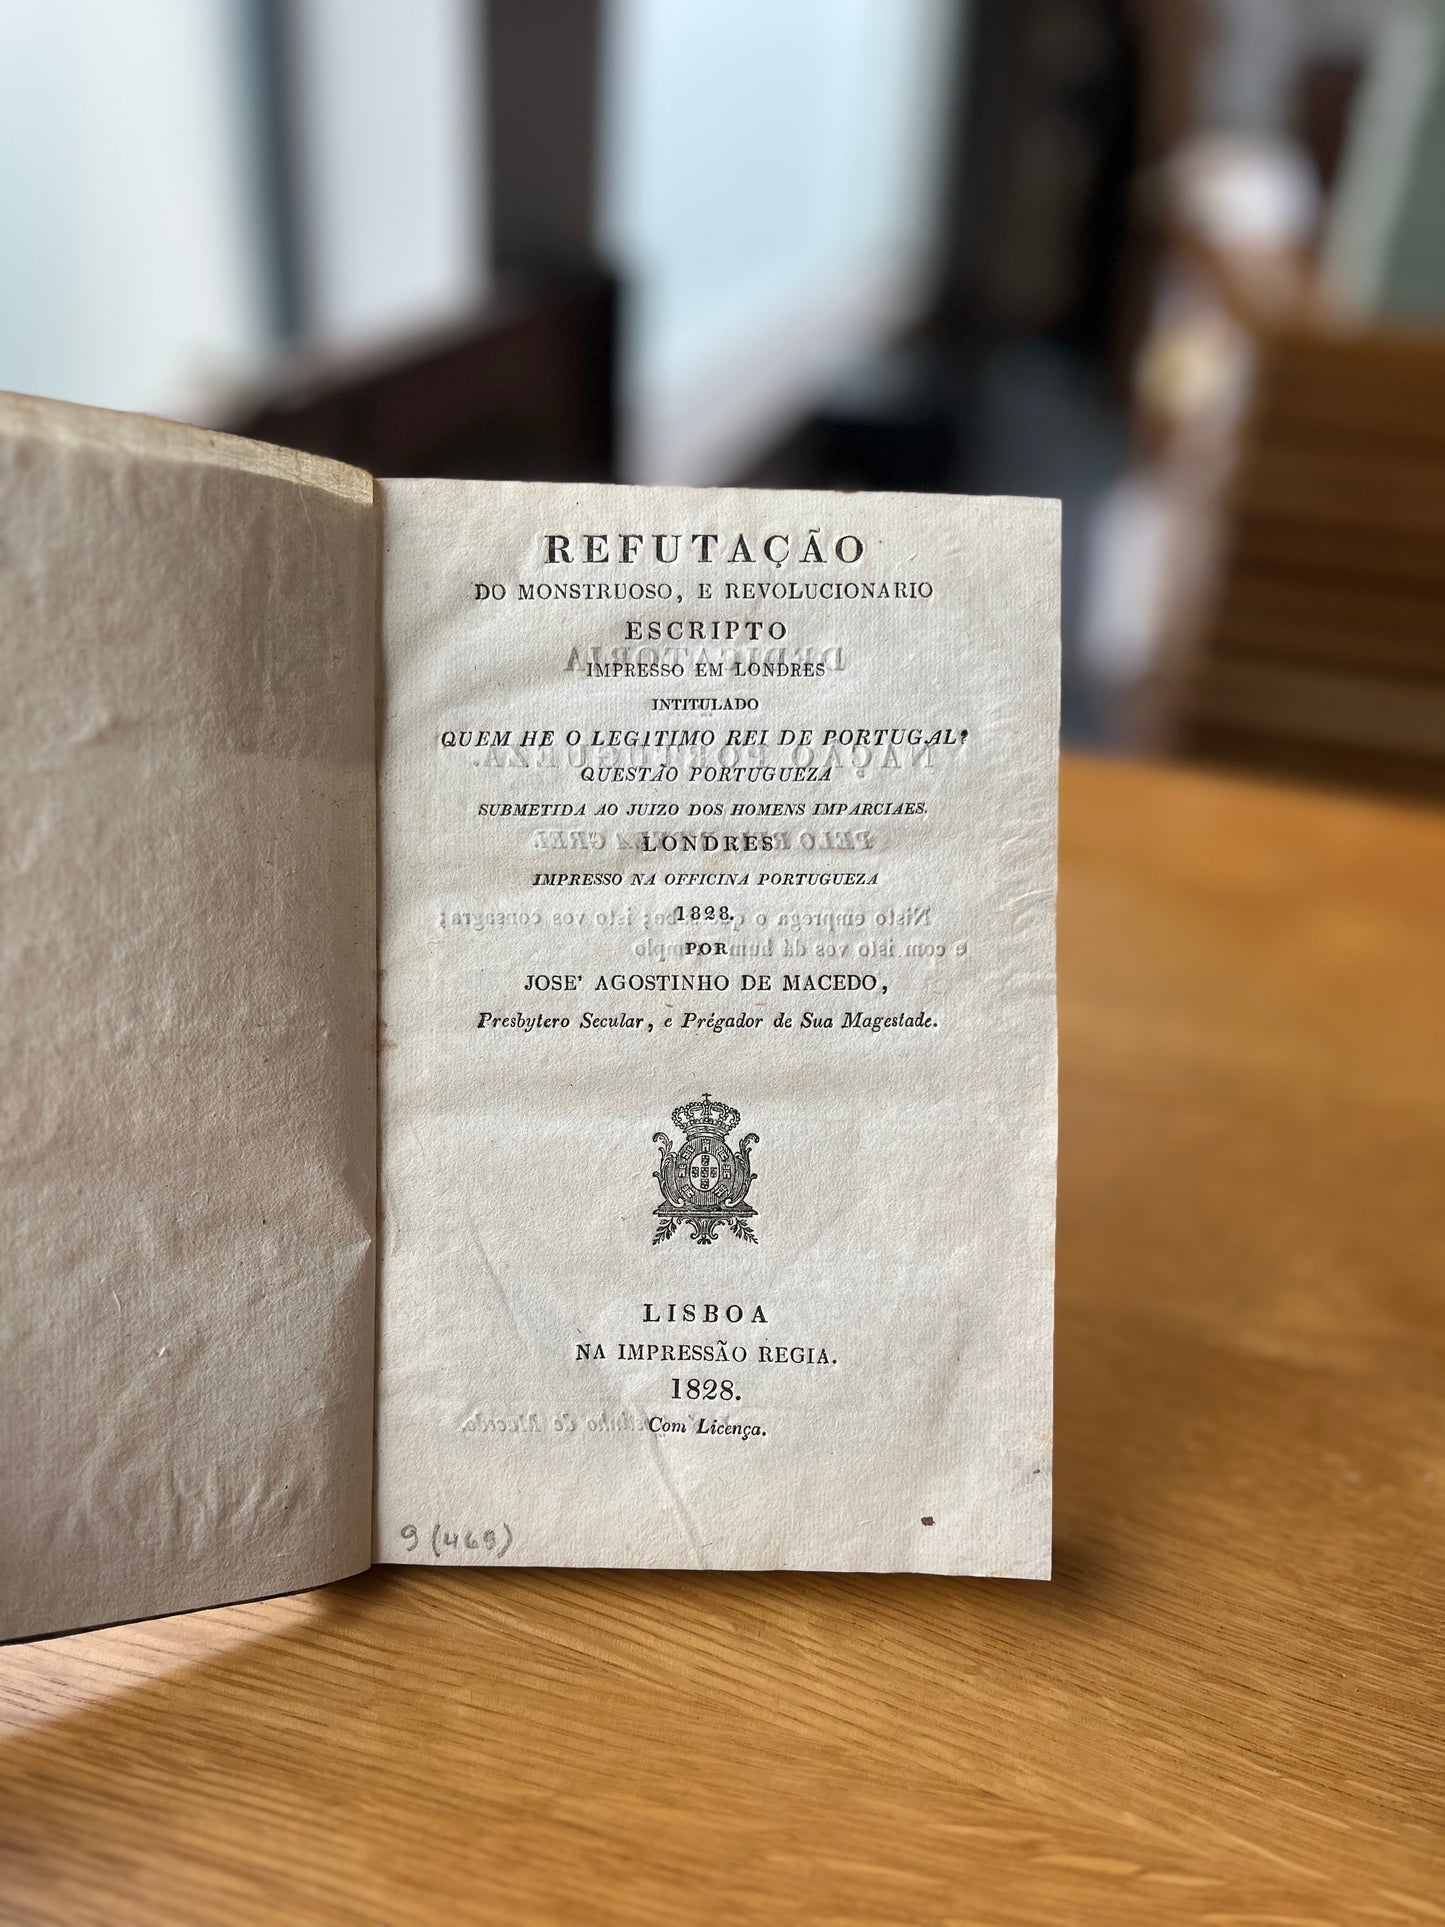 REFUTAÇÃO
DO MONSTRUOSO, E REVOLUCIONARIO
ESCRIPTO
IMPRESSO EM LONDRES
INTITULADO
QUEM HE O LEGITIMO REI DE PORTUGAL?
QUESTÃO PORTUGUEZA
SUBMETIDA AO JUIZO DOS HOMENS IMPARCIAES.
LONDRES
IMPRESSO NA OFFICINA PORTUGUEZA
1828.
POR
JOSE' AGOSTINHO DE MACEDO,
Presbytero Secular, e Prégador de Sua Magestade.
LISBOA
NA IMPRESSÃO REGIA.
1828.
Com Licença.
9 (469)